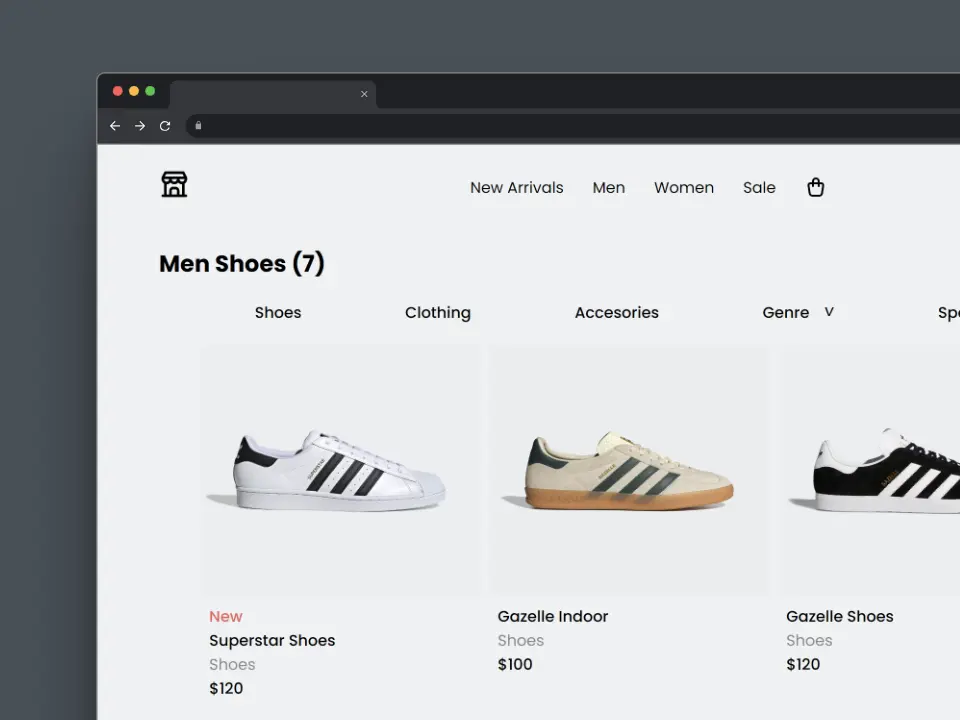 New Arrivals Men Women Sale
Men Shoes (7)
Shoes Clothing Accesories Genre V
New
Superstar Shoes
Shoes
$120
Gazelle Indoor
Shoes
$100
Gazelle Shoes
Shoes
$120